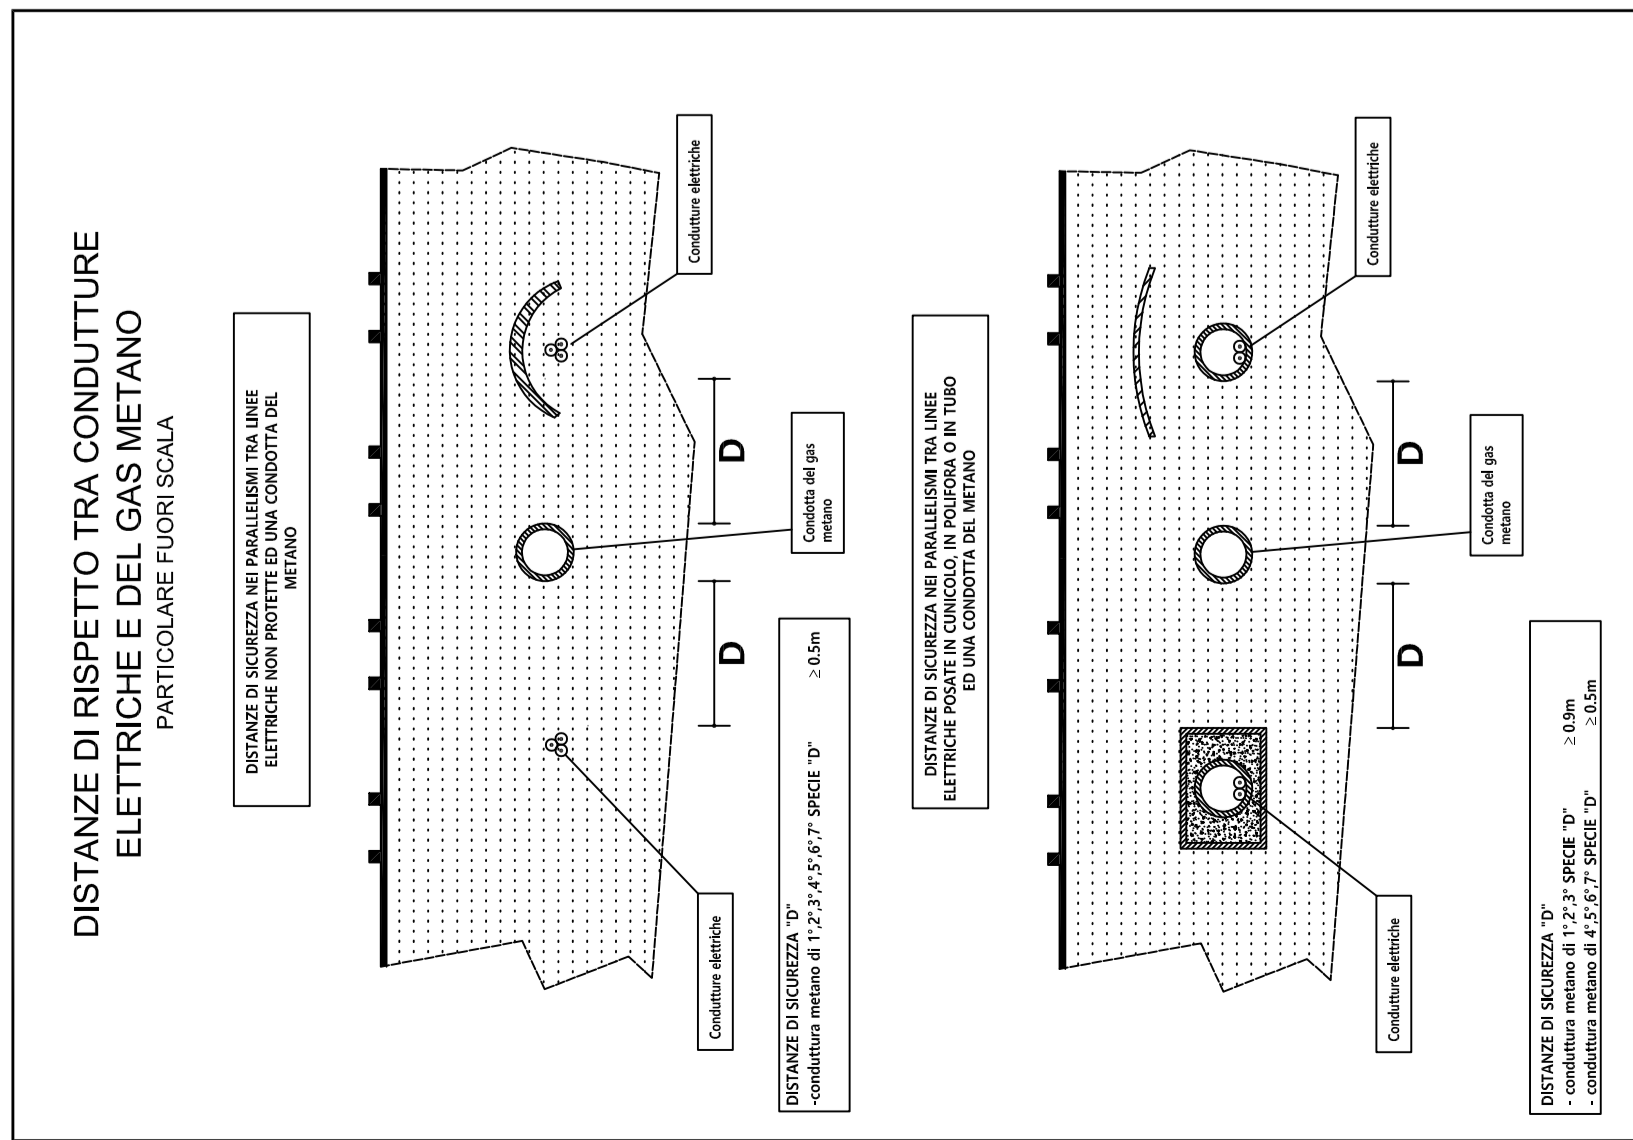 DISTANZE DI RISPETTO TRA CONDUTTURE
ELETTRICHE E DEL GAS METANO
PARTICOLARE FUORI SCALA
DISTANZE DI SICUREZZA NEI PARALLELISMI TRA LINEE
ELETTRICHE NON PROTETTE ED UNA CONDOTTA DEL
METANO
Condutture elettriche
D
D
Condotta del gas
metano
Condutture elettriche
DISTANZE DI SICUREZZA "D"
-conduttura metano di 1°,2°,3°,4°,5°,6°,7° SPECIE "D" ≥ 0.5m
DISTANZE DI SICUREZZA NEI PARALLELISMI TRA LINEE
ELETTRICHE POSATE IN CUNICOLO, IN POLIFORA O IN TUBO
ED UNA CONDOTTA DEL METANO
Condutture elettriche
D
D
Condotta del gas
metano
Condutture elettriche
DISTANZE DI SICUREZZA "D"
- conduttura metano di 1°,2°,3° SPECIE "D" ≥ 0.9m
- conduttura metano di 4°,5°,6°,7° SPECIE "D" ≥ 0.5m